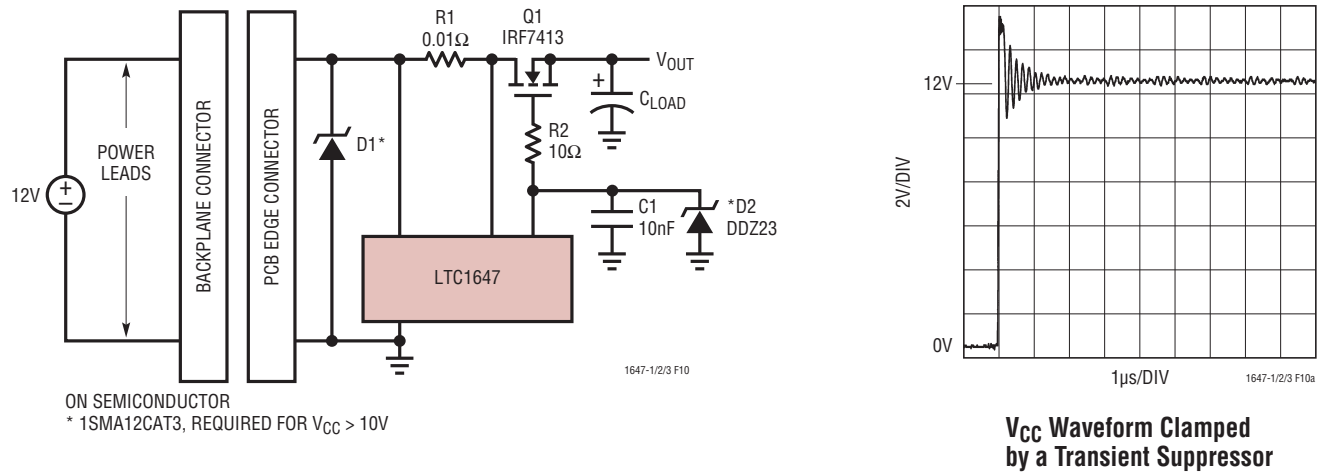 R1
0.01Ω
Q1
IRF7413
VOUT
+
CLOAD
R2
10Ω
D1*
POWER
LEADS
12V
+
–
BACKPLANE CONNECTOR
PCB EDGE CONNECTOR
C1
10nF
*D2
DDZ23
LTC1647
1647-1/2/3 F10
ON SEMICONDUCTOR
* 1SMA12CAT3, REQUIRED FOR VCC > 10V
12V
2V/DIV
0V
1µs/DIV
1647-1/2/3 F10a
VCC Waveform Clamped
by a Transient Suppressor